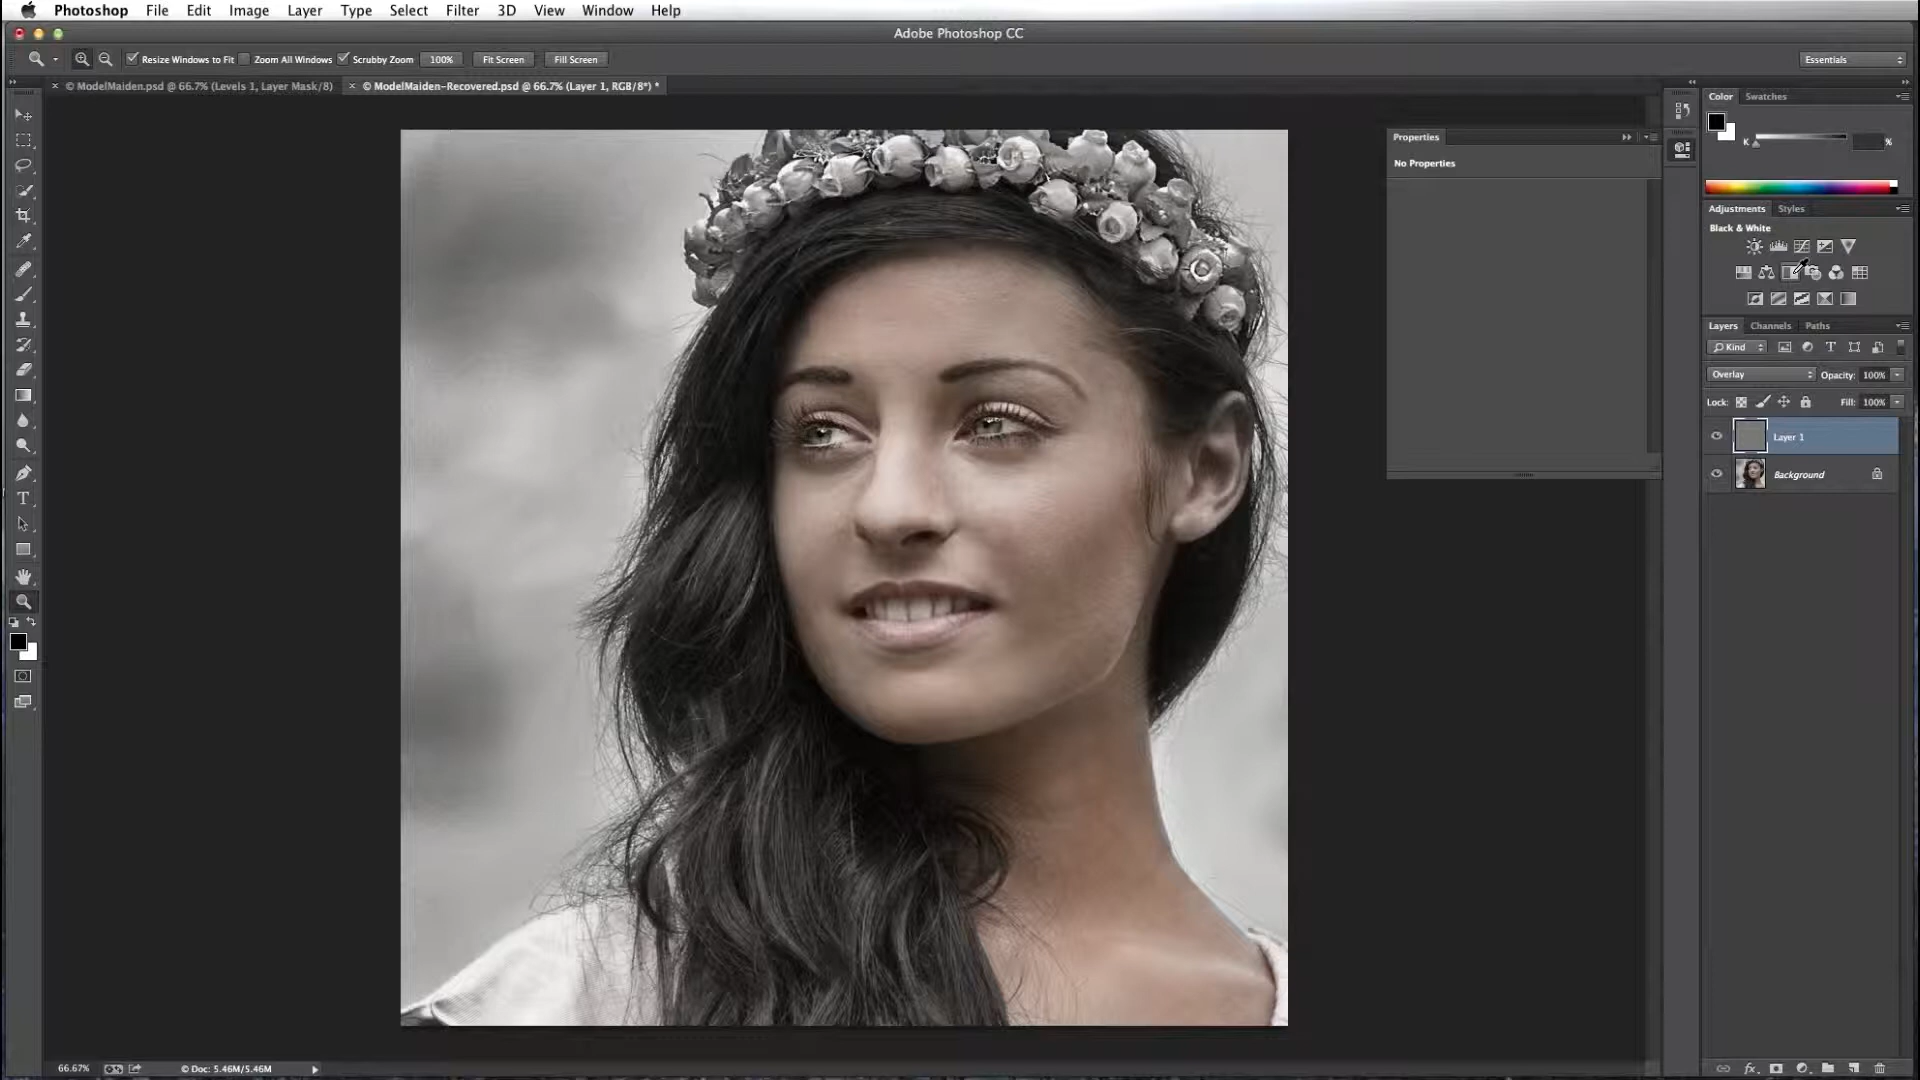 Photoshop File Edit Image Layer Type Select Filter 3D View Window Help
Adobe Photoshop CC
Resize Windows to Fit Zoom All Windows Scrubby Zoom 100% Fit Screen Fill Screen Essentials
× © ModelMaiden.psd @ 66.7% (Levels 1, Layer Mask/8) × © ModelMaiden-Recovered.psd @ 66.7% (Layer 1, RGB/8*) *
Color Swatches
K %
Properties
No Properties
Adjustments Styles
Black & White
Layers Channels Paths
Kind
Overlay Opacity: 100%
Lock: Fill: 100%
Layer 1
Background
66.67% © Doc: 5.46M/5.46M